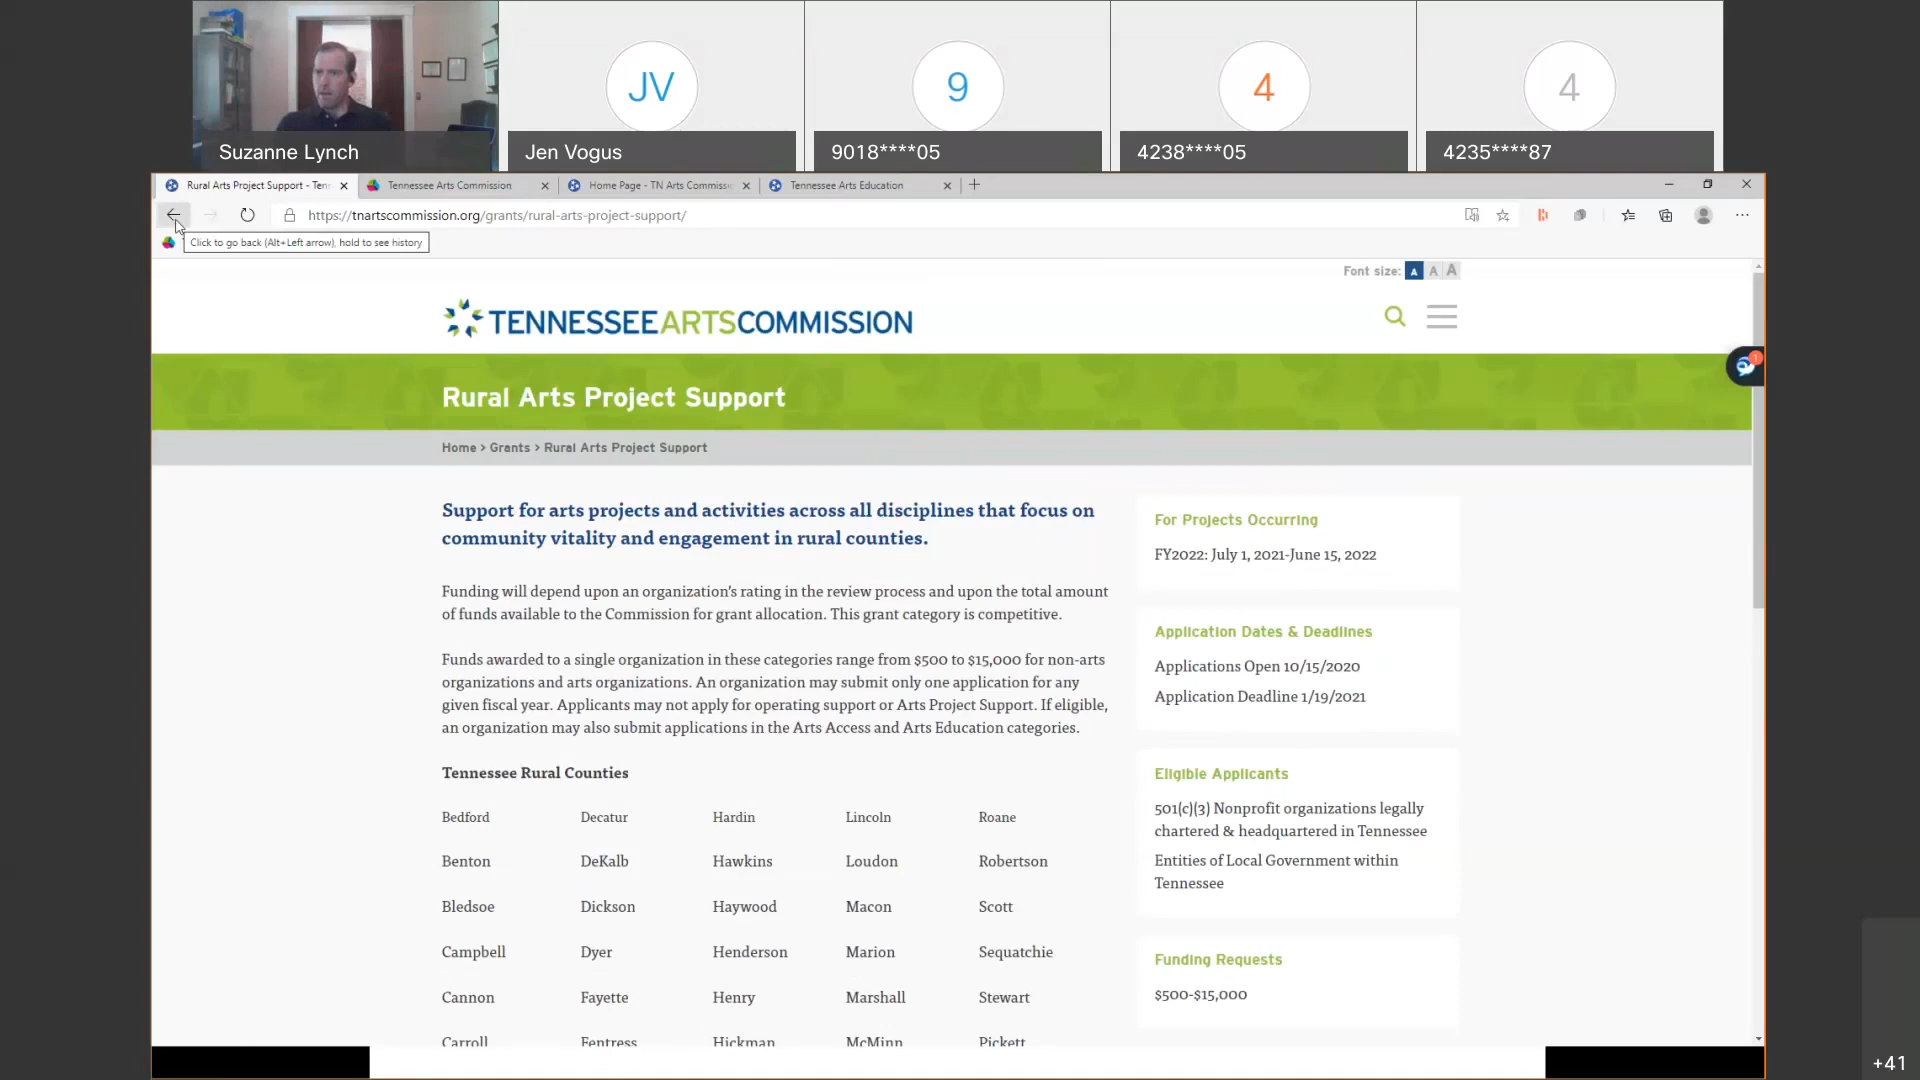 JV
9
4
4
Suzanne Lynch
Jen Vogus
9018****05
4238****05
4235****87
Rural Arts Project Support - Ten
Tennessee Arts Commission
Home Page - TN Arts Commiss
Tennessee Arts Education
https://tnartscommission.org/grants/rural-arts-project-support/
Click to go back (Alt+Left arrow), hold to see history
Font size: A A A
TENNESSEEARTSCOMMISSION
1
Rural Arts Project Support
Home > Grants > Rural Arts Project Support
Support for arts projects and activities across all disciplines that focus on
community vitality and engagement in rural counties.
Funding will depend upon an organization's rating in the review process and upon the total amount
of funds available to the Commission for grant allocation. This grant category is competitive.
Funds awarded to a single organization in these categories range from $500 to $15,000 for non-arts
organizations and arts organizations. An organization may submit only one application for any
given fiscal year. Applicants may not apply for operating support or Arts Project Support. If eligible,
an organization may also submit applications in the Arts Access and Arts Education categories.
Tennessee Rural Counties
Bedford Decatur Hardin Lincoln Roane
Benton DeKalb Hawkins Loudon Robertson
Bledsoe Dickson Haywood Macon Scott
Campbell Dyer Henderson Marion Sequatchie
Cannon Fayette Henry Marshall Stewart
Carroll Fentress Hickman McMinn Pickett
For Projects Occurring
FY2022: July 1, 2021-June 15, 2022
Application Dates & Deadlines
Applications Open 10/15/2020
Application Deadline 1/19/2021
Eligible Applicants
501(c)(3) Nonprofit organizations legally
chartered & headquartered in Tennessee
Entities of Local Government within
Tennessee
Funding Requests
$500-$15,000
+41